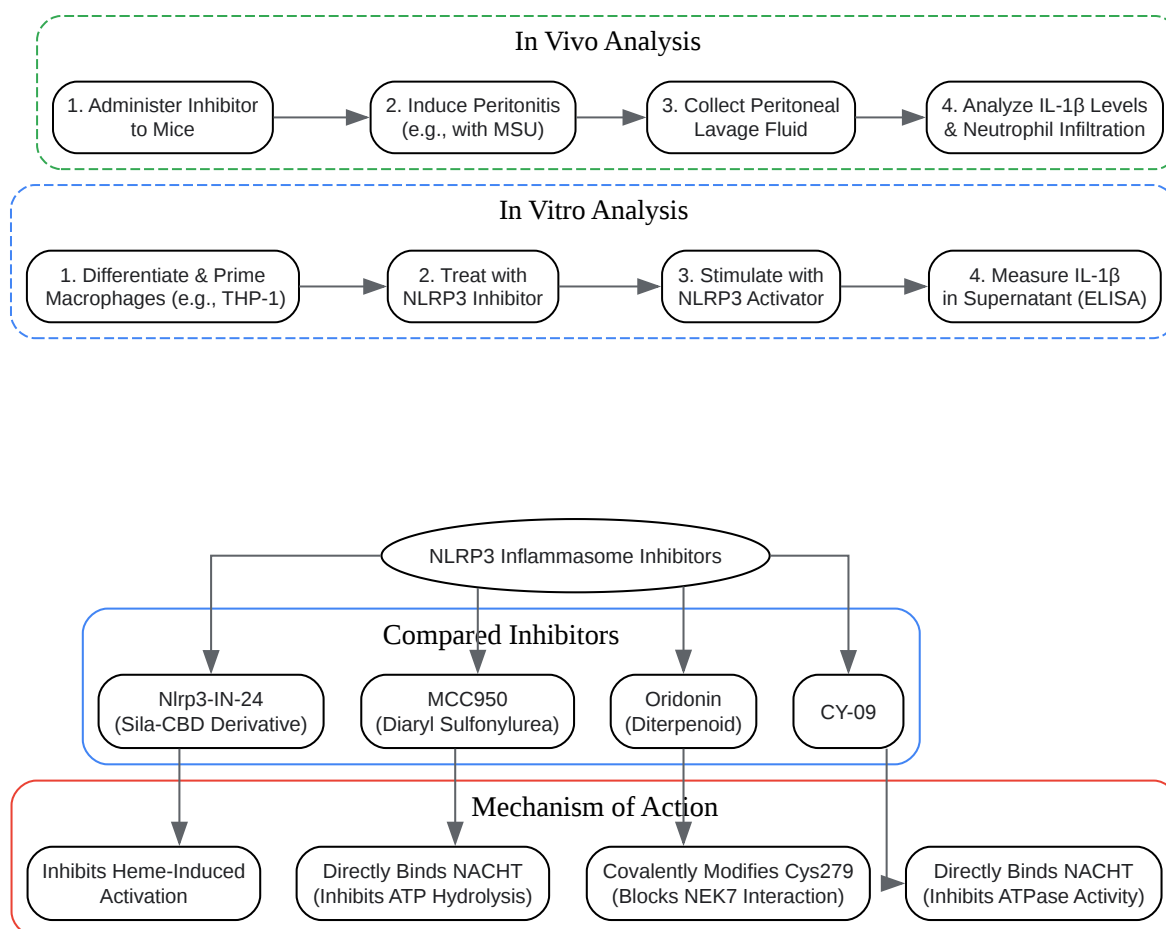 In Vivo Analysis
1. Administer Inhibitor
to Mice
2. Induce Peritonitis
(e.g., with MSU)
3. Collect Peritoneal
Lavage Fluid
4. Analyze IL-1β Levels
& Neutrophil Infiltration
In Vitro Analysis
1. Differentiate & Prime
Macrophages (e.g., THP-1)
2. Treat with
NLRP3 Inhibitor
3. Stimulate with
NLRP3 Activator
4. Measure IL-1β
in Supernatant (ELISA)
NLRP3 Inflammasome Inhibitors
Compared Inhibitors
Nlrp3-IN-24
(Sila-CBD Derivative)
MCC950
(Diaryl Sulfonylurea)
Oridonin
(Diterpenoid)
CY-09
Mechanism of Action
Inhibits Heme-Induced
Activation
Directly Binds NACHT
(Inhibits ATP Hydrolysis)
Covalently Modifies Cys279
(Blocks NEK7 Interaction)
Directly Binds NACHT
(Inhibits ATPase Activity)